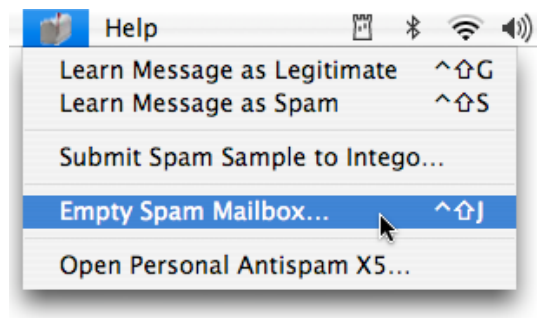 Help
Learn Message as Legitimate ^⇧G
Learn Message as Spam ^⇧S
Submit Spam Sample to Intego...
Empty Spam Mailbox... ^⇧J
Open Personal Antispam X5...